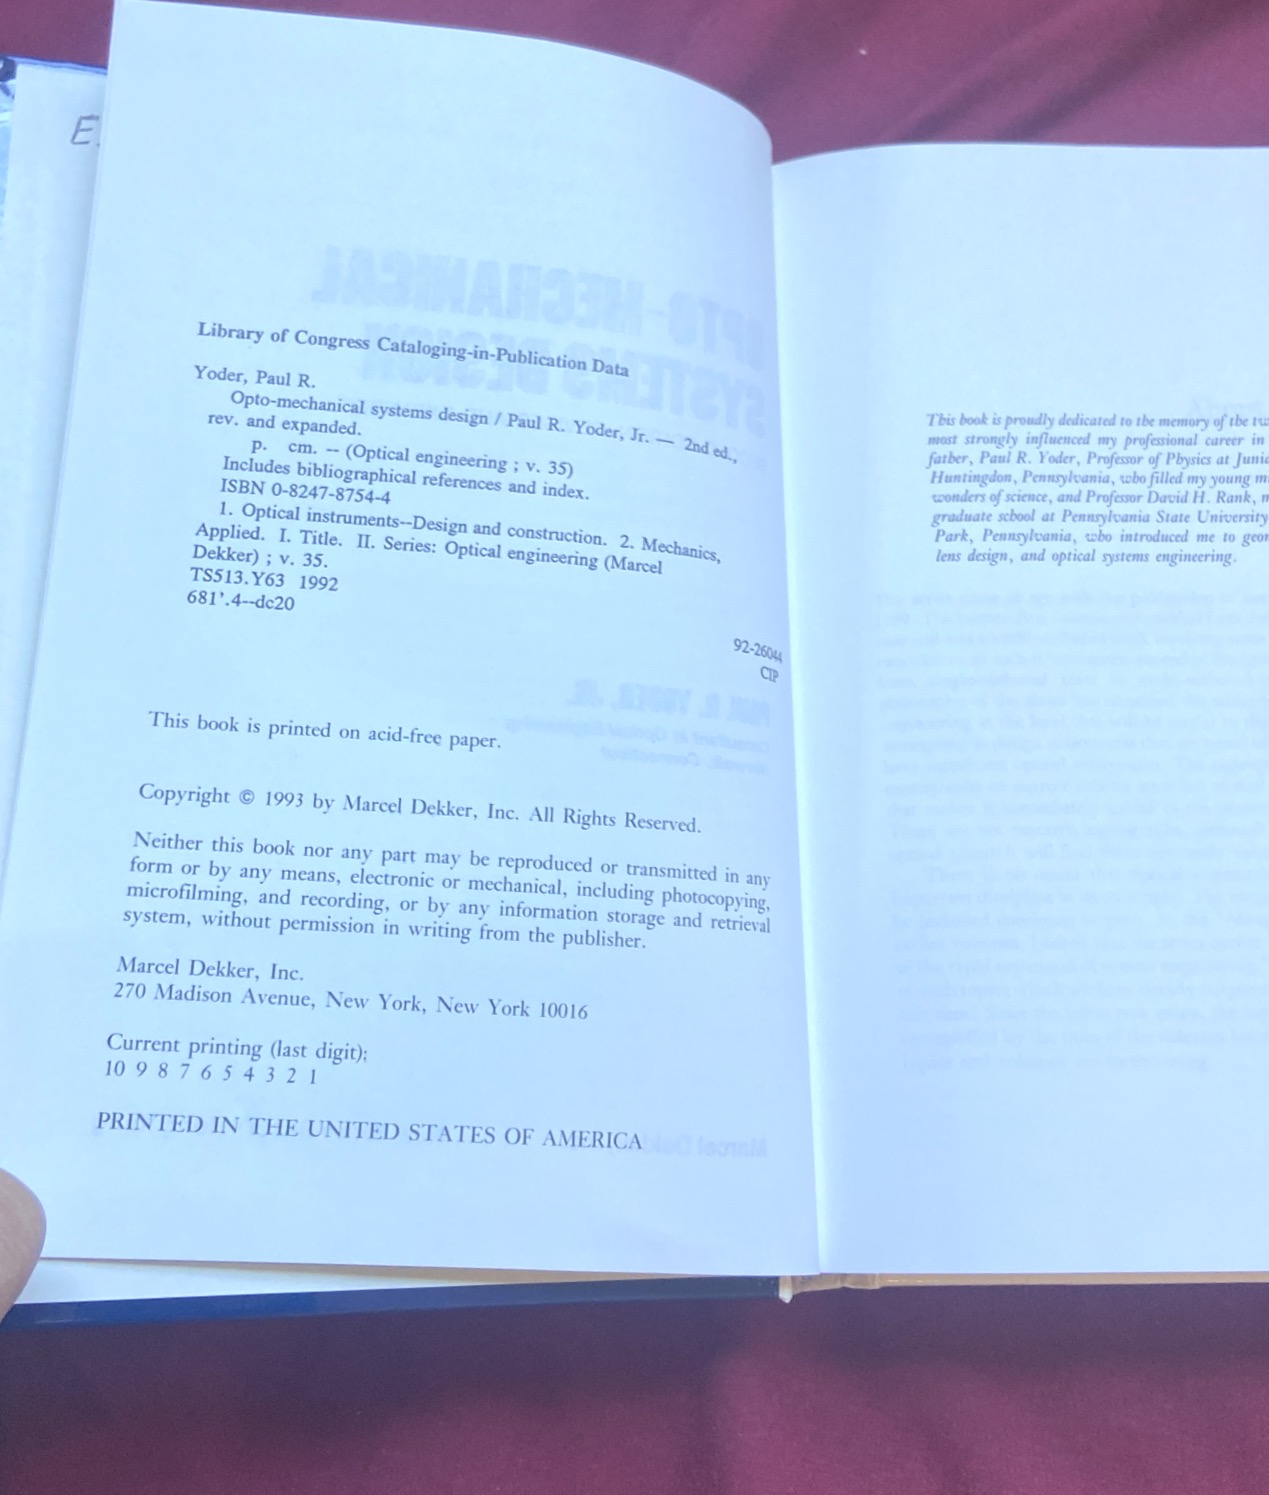 E
Library of Congress Cataloging-in-Publication Data
Yoder, Paul R.
Opto-mechanical systems design / Paul R. Yoder, Jr. — 2nd ed.,
rev. and expanded.
p. cm. -- (Optical engineering ; v. 35)
Includes bibliographical references and index.
ISBN 0-8247-8754-4
1. Optical instruments--Design and construction. 2. Mechanics,
Applied. I. Title. II. Series: Optical engineering (Marcel
Dekker) ; v. 35.
TS513.Y63 1992
681'.4--dc20
92-26044
CIP
This book is printed on acid-free paper.
Copyright © 1993 by Marcel Dekker, Inc. All Rights Reserved.
Neither this book nor any part may be reproduced or transmitted in any
form or by any means, electronic or mechanical, including photocopying,
microfilming, and recording, or by any information storage and retrieval
system, without permission in writing from the publisher.
Marcel Dekker, Inc.
270 Madison Avenue, New York, New York 10016
Current printing (last digit):
10 9 8 7 6 5 4 3 2 1
PRINTED IN THE UNITED STATES OF AMERICA
This book is proudly dedicated to the memory of the
most strongly influenced my professional career in
father, Paul R. Yoder, Professor of Physics at
Huntingdon, Pennsylvania, who filled my young
wonders of science, and Professor David H. Rank,
graduate school at Pennsylvania State University
Park, Pennsylvania, who introduced me to
lens design, and optical systems engineering.